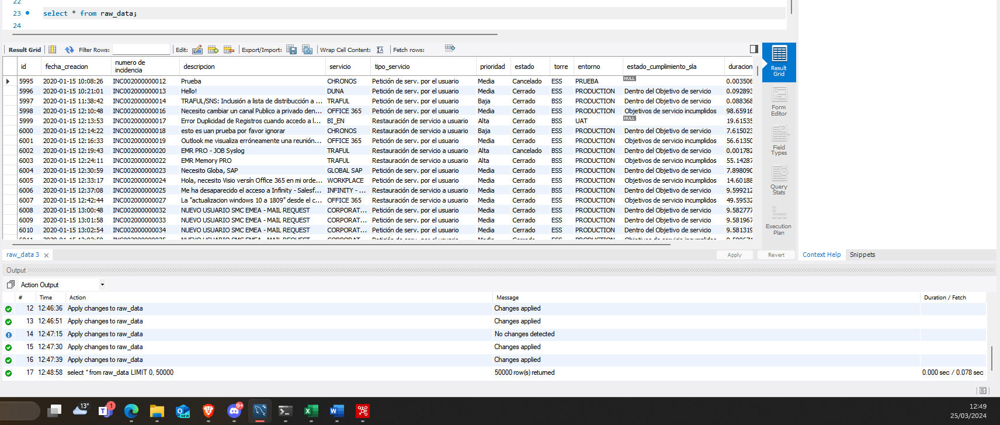 22
23 select * from raw_data;
24
Result Grid Filter Rows: Edit: Export/Import: Wrap Cell Content: Fetch rows:
id fecha_creacion numero de incidencia descripcion servicio tipo_servicio prioridad estado torre entorno estado_cumplimiento_sla duracion
5995 2020-01-15 10:08:26 INC002000000012 Prueba CHRONOS Petición de serv. por el usuario Media Cancelado ESS PRUEBA NULL 0.003506
5996 2020-01-15 10:21:01 INC002000000013 Hello! DUNA Petición de serv. por el usuario Media Cerrado ESS PRODUCTION Dentro del Objetivo de servicio 0.092893
5997 2020-01-15 11:38:42 INC002000000014 TRAFUL/SNS: Inclusión a lista de distribucción a ... TRAFUL Petición de serv. por el usuario Baja Cerrado BSS PRODUCTION Dentro del Objetivo de servicio 0.088368
5998 2020-01-15 12:10:48 INC002000000016 Necesito cambiar un canal Publico a privado den... OFFICE 365 Petición de serv. por el usuario Media Cerrado ESS PRODUCTION Objetivos de servicio incumplidos 98.65916
5999 2020-01-15 12:13:53 INC002000000017 Error Duplicidad de Registros cuando accedo a l... BI_EN Restauración de servicio a usuario Alta Cerrado BSS UAT NULL 19.61535
6000 2020-01-15 12:14:22 INC002000000018 esto es uan prueba por favor ignorar CHRONOS Restauración de servicio a usuario Baja Cerrado ESS PRODUCTION Dentro del Objetivo de servicio 7.615023
6001 2020-01-15 12:16:33 INC002000000019 Outlook me visualiza erróneamente una reunión... OFFICE 365 Petición de serv. por el usuario Media Cerrado ESS PRODUCTION Objetivos de servicio incumplidos 56.61350
6002 2020-01-15 12:19:43 INC002000000020 EMR PRO - JOB Syslog TRAFUL Restauración de servicio a usuario Alta Cancelado BSS PRODUCTION Dentro del Objetivo de servicio 0.001782
6003 2020-01-15 12:24:11 INC002000000022 EMR Memory PRO TRAFUL Restauración de servicio a usuario Alta Cerrado BSS PRODUCTION Objetivos de servicio incumplidos 55.14287
6004 2020-01-15 12:30:59 INC002000000023 Necesito Globa, SAP GLOBAL SAP Petición de serv. por el usuario Media Cerrado ESS PRODUCTION Dentro del Objetivo de servicio 7.898090
6005 2020-01-15 12:33:17 INC002000000024 Hola, necesito Visio versín Office 365 en mi orde... WORKPLACE Petición de serv. por el usuario Media Cerrado ESS PRODUCTION Dentro del Objetivo de servicio 14.60188
6006 2020-01-15 12:37:08 INC002000000025 Me ha desaparecido el acceso a Infinity - Salesf... INFINITY - ... Restauración de servicio a usuario Media Cerrado BSS PRODUCTION Dentro del Objetivo de servicio 9.599212
6007 2020-01-15 12:42:44 INC002000000027 La "actualizacion windows 10 a 1809" desde el c... OFFICE 365 Restauración de servicio a usuario Media Cerrado ESS PRODUCTION Objetivos de servicio incumplidos 49.59532
6008 2020-01-15 13:00:48 INC002000000032 NUEVO USUARIO SMC EMEA - MAIL REQUEST CORPORAT... Petición de serv. por el usuario Media Cerrado ESS PRODUCTION Dentro del Objetivo de servicio 9.582777
6009 2020-01-15 13:01:58 INC002000000033 NUEVO USUARIO SMC EMEA - MAIL REQUEST CORPORAT... Petición de serv. por el usuario Media Cerrado ESS PRODUCTION Dentro del Objetivo de servicio 9.581967
6010 2020-01-15 13:02:54 INC002000000034 NUEVO USUARIO SMC EMEA - MAIL REQUEST CORPORAT... Petición de serv. por el usuario Media Cerrado ESS PRODUCTION Dentro del Objetivo de servicio 9.581319
Result Grid
Form Editor
Field Types
Query Stats
Execution Plan
raw_data 3 Apply Revert Context Help Snippets
Output
Action Output
# Time Action Message Duration / Fetch
12 12:46:36 Apply changes to raw_data Changes applied
13 12:46:51 Apply changes to raw_data Changes applied
14 12:47:15 Apply changes to raw_data No changes detected
15 12:47:30 Apply changes to raw_data Changes applied
16 12:47:39 Apply changes to raw_data Changes applied
17 12:48:58 select * from raw_data LIMIT 0, 50000 50000 row(s) returned 0.000 sec / 0.078 sec
13° 1 9+ NEW
12:49
25/03/2024